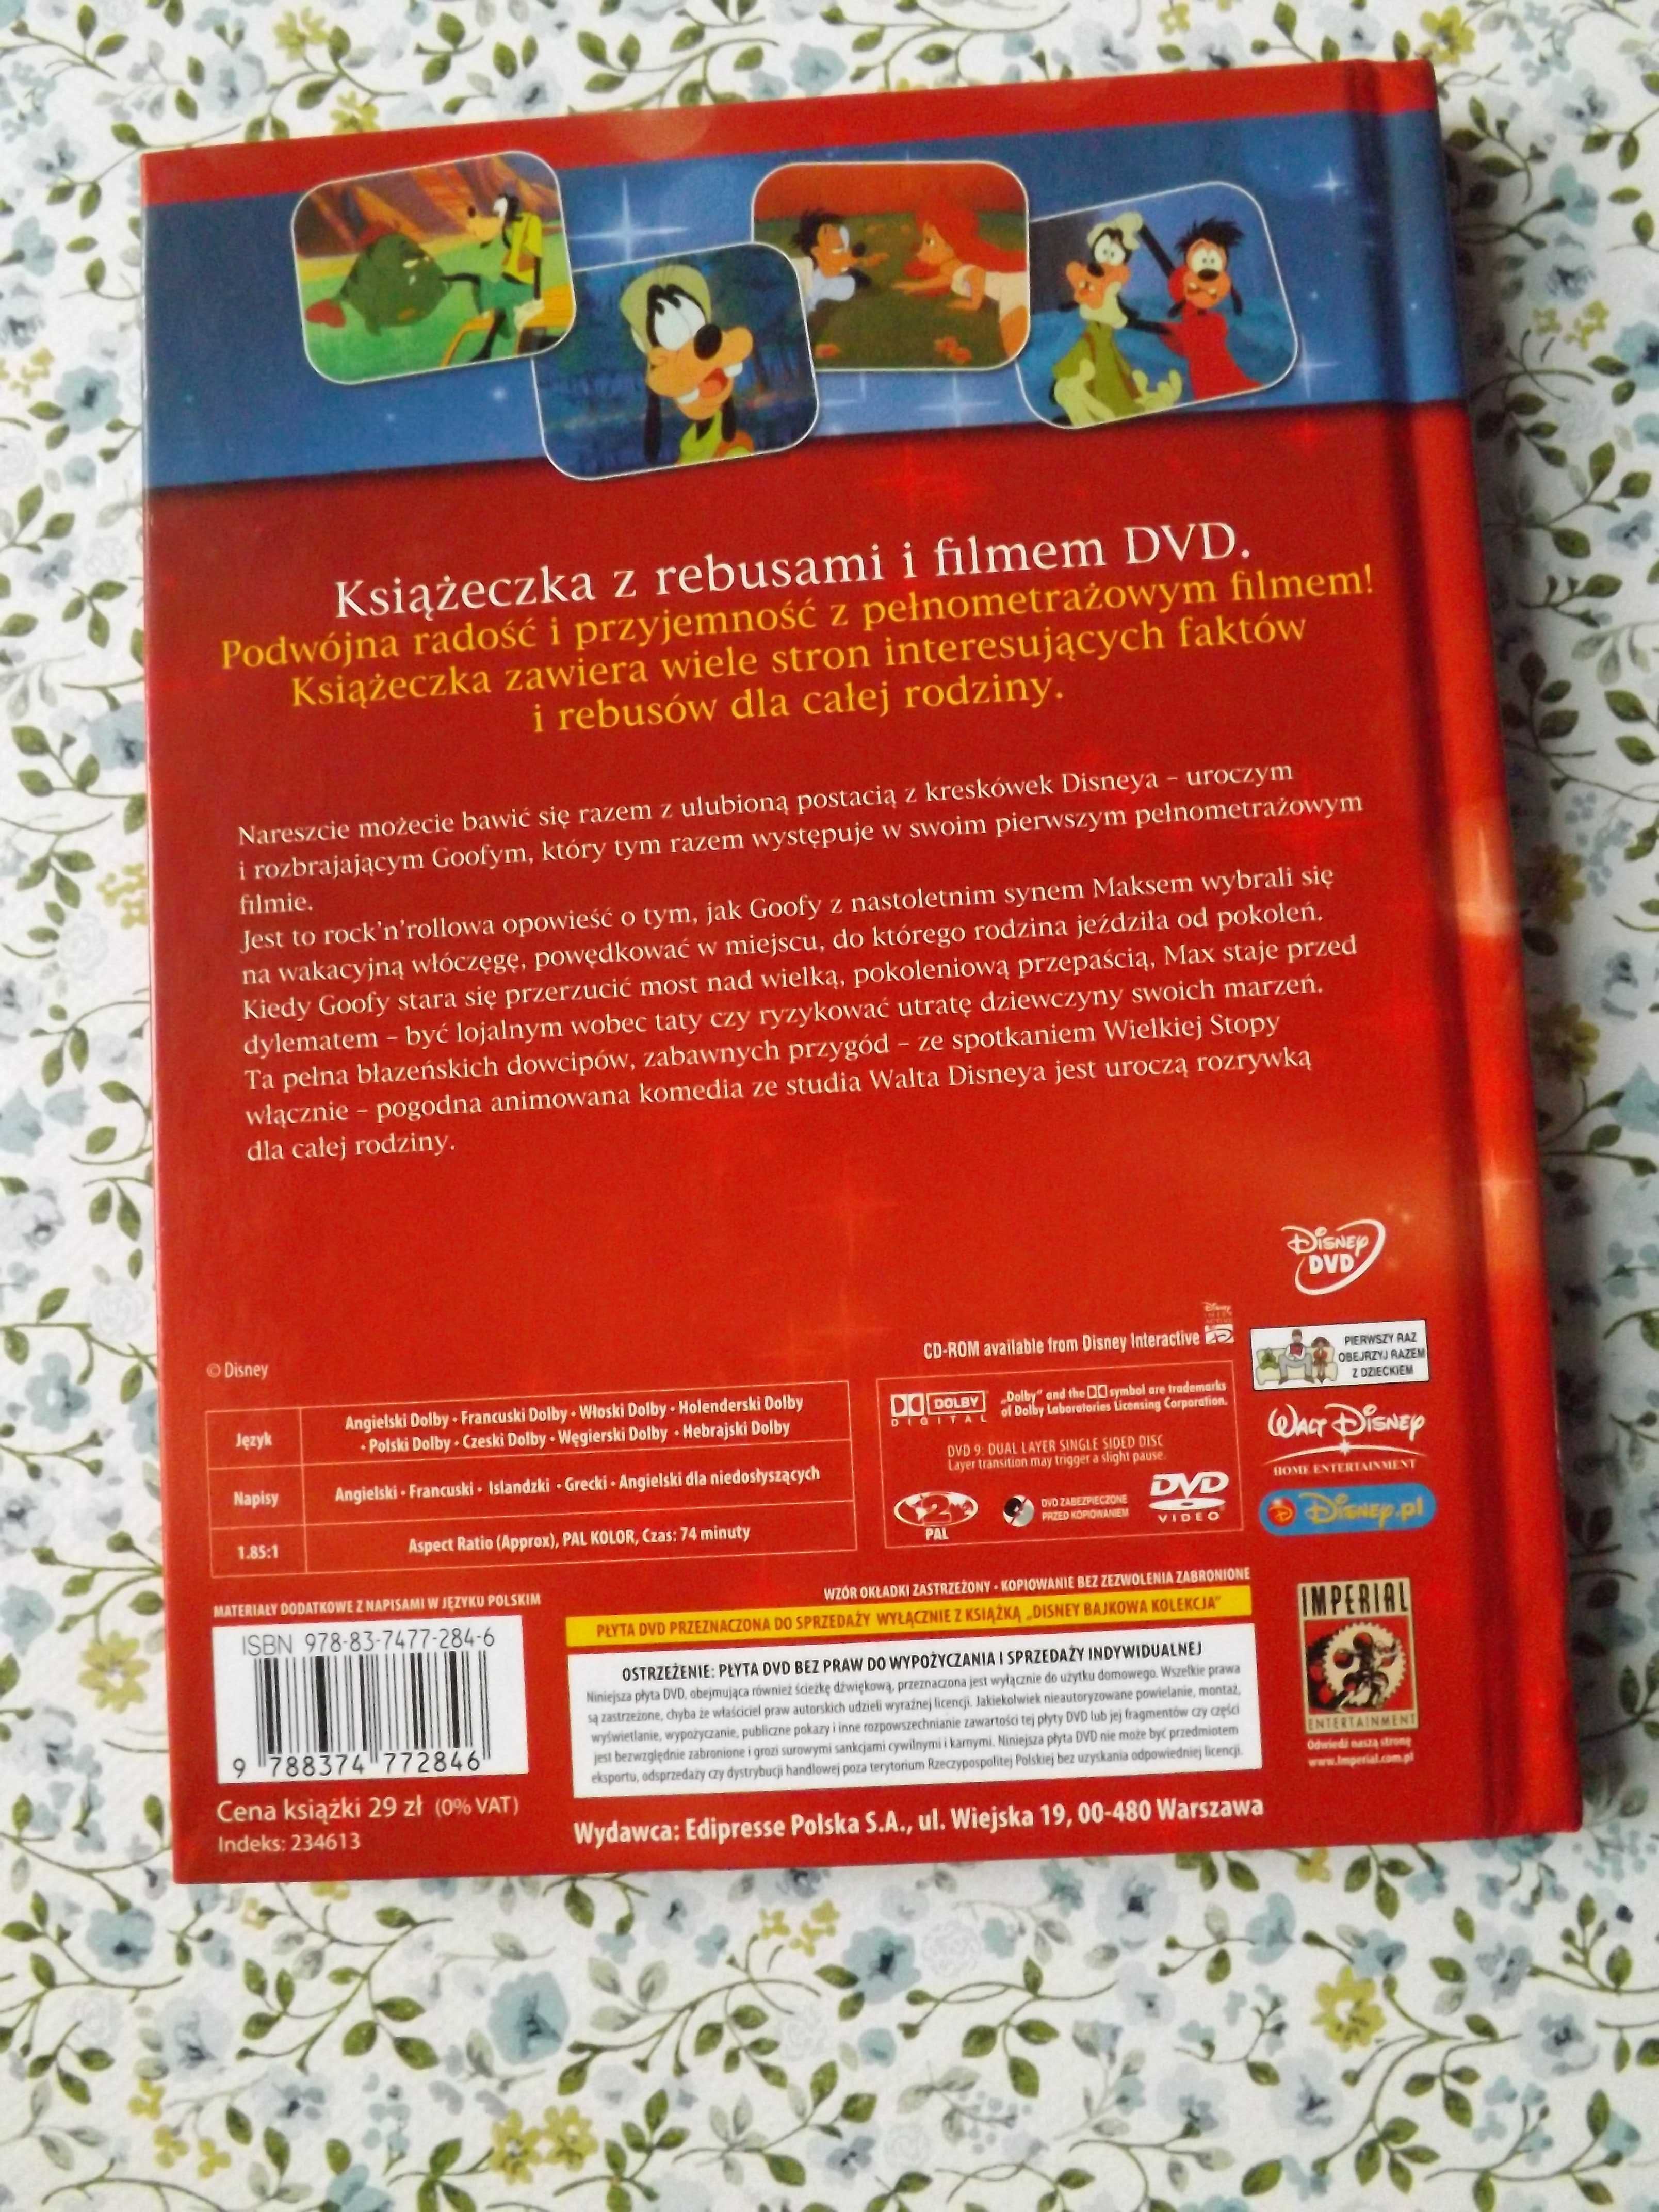 Książeczka z rebusami i filmem DVD.
Podwójna radość i przyjemność z pełnometrażowym filmem!
Książeczka zawiera wiele stron interesujących faktów
i rebusów dla całej rodziny.
Nareszcie możecie bawić się razem z ulubioną postacią z kreskówek Disneya – uroczym
i rozbrajającym Goofym, który tym razem występuje w swoim pierwszym pełnometrażowym
filmie.
Jest to rock'n'rollowa opowieść o tym, jak Goofy z nastoletnim synem Maksem wybrali się
na wakacyjną włóczęgę, powędkować w miejscu, do którego rodzina jeździła od pokoleń.
Kiedy Goofy stara się przerzucić most nad wielką, pokoleniową przepaścią, Max staje przed
dylematem – być lojalnym wobec taty czy ryzykować utratę dziewczyny swoich marzeń.
Ta pełna błazeńskich dowcipów, zabawnych przygód – ze spotkaniem Wielkiej Stopy
włącznie – pogodna animowana komedia ze studia Walta Disneya jest uroczą rozrywką
dla całej rodziny.
Disney
DVD
CD-ROM available from Disney Interactive
PIERWSZY RAZ
OBEJRZYJ RAZEM
Z DZIECKIEM
© Disney
Język
Angielski Dolby • Francuski Dolby • Włoski Dolby • Holenderski Dolby
• Polski Dolby • Czeski Dolby • Węgierski Dolby • Hebrajski Dolby
Napisy
Angielski • Francuski • Islandzki • Grecki • Angielski dla niedosłyszących
1.85:1
Aspect Ratio (Approx), PAL KOLOR, Czas: 74 minuty
DOLBY
DIGITAL
„Dolby" and the symbol are trademarks
of Dolby Laboratories Licensing Corporation.
DVD 9: DUAL LAYER SINGLE SIDED DISC
Layer transition may trigger a slight pause.
2
PAL
DVD ZABEZPIECZONE
PRZED KOPIOWANIEM
DVD
VIDEO
WALT DISNEY
HOME ENTERTAINMENT
Disney.pl
MATERIAŁY DODATKOWE Z NAPISAMI W JĘZYKU POLSKIM
WZÓR OKŁADKI ZASTRZEŻONY • KOPIOWANIE BEZ ZEZWOLENIA ZABRONIONE
PŁYTA DVD PRZEZNACZONA DO SPRZEDAŻY WYŁĄCZNIE Z KSIĄŻKĄ „DISNEY BAJKOWA KOLEKCJA"
OSTRZEŻENIE: PŁYTA DVD BEZ PRAW DO WYPOŻYCZANIA I SPRZEDAŻY INDYWIDUALNEJ
Niniejsza płyta DVD, obejmująca również ścieżkę dźwiękową, przeznaczona jest wyłącznie do użytku domowego. Wszelkie prawa
są zastrzeżone, chyba że właściciel praw autorskich udzieli wyraźnej licencji. Jakiekolwiek nieautoryzowane powielanie, montaż,
wyświetlanie, wypożyczanie, publiczne pokazy i inne rozpowszechnianie zawartości tej płyty DVD lub jej fragmentów czy części
jest bezwzględnie zabronione i grozi surowymi sankcjami cywilnymi i karnymi. Niniejsza płyta DVD nie może być przedmiotem
eksportu, odsprzedaży czy dystrybucji handlowej poza terytorium Rzeczypospolitej Polskiej bez uzyskania odpowiedniej licencji.
ISBN 978-83-7477-284-6
9 788374 772846
Cena książki 29 zł (0% VAT)
Indeks: 234613
Wydawca: Edipresse Polska S.A., ul. Wiejska 19, 00-480 Warszawa
IMPERIAL
ENTERTAINMENT
Odwiedź naszą stronę
www.imperial.com.pl